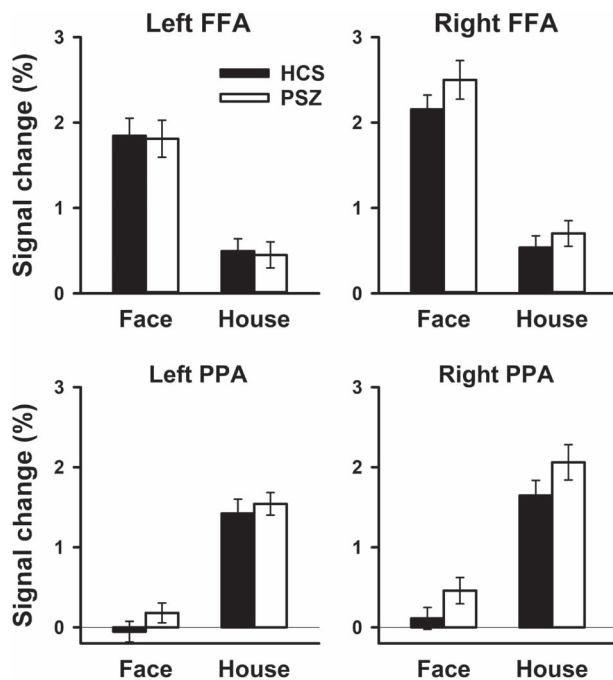 Left FFA
Right FFA
Signal change (%)
3
2
1
0
HCS
PSZ
Face House
3
2
1
0
Face House
Left PPA
Right PPA
Signal change (%)
3
2
1
0
Face House
3
2
1
0
Face House